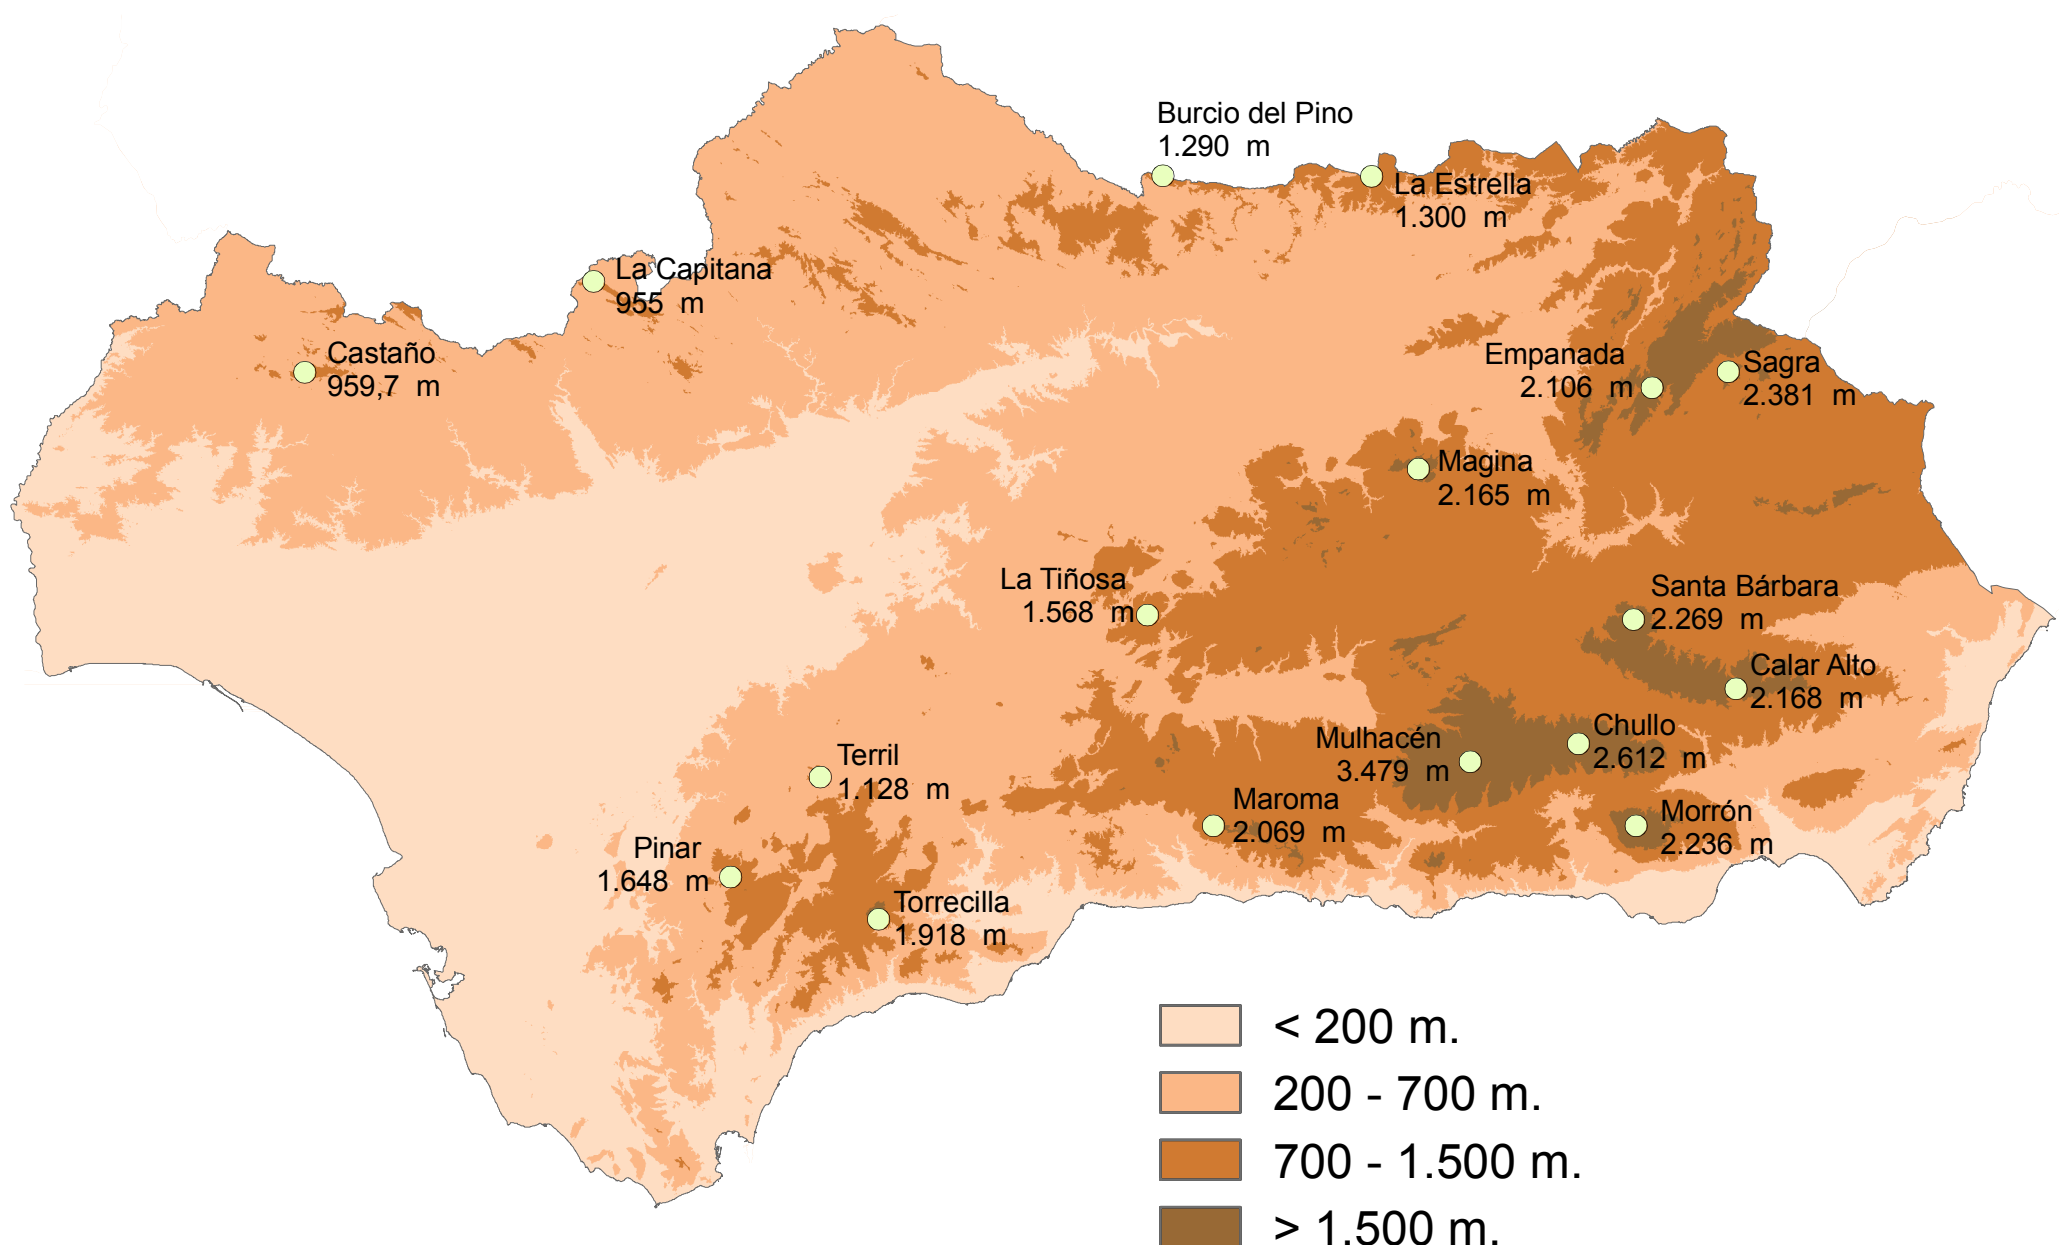 Burcio del Pino
1.290 m
La Estrella
1.300 m
La Capitana
955 m
Castaño
959,7 m
Empanada
2.106 m
Sagra
2.381 m
Magina
2.165 m
La Tiñosa
1.568 m
Santa Bárbara
2.269 m
Calar Alto
2.168 m
Chullo
2.612 m
Mulhacén
3.479 m
Terril
1.128 m
Maroma
2.069 m
Morrón
2.236 m
Pinar
1.648 m
Torrecilla
1.918 m
< 200 m.
200 - 700 m.
700 - 1.500 m.
> 1.500 m.